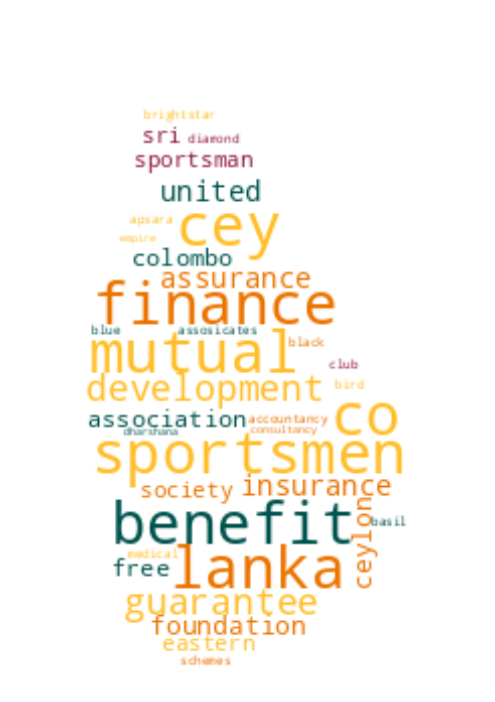 brightstar
sri diamond
sportsman
united
apsara cey
empire
colombo
assurance
finance
blue assosicates
mutual black
club
development bird
association accountancy co
dharshana consultancy
sportsmen
society insurance
benefit basil
ceylon
medical
free lanka
guarantee
foundation
eastern
schemes